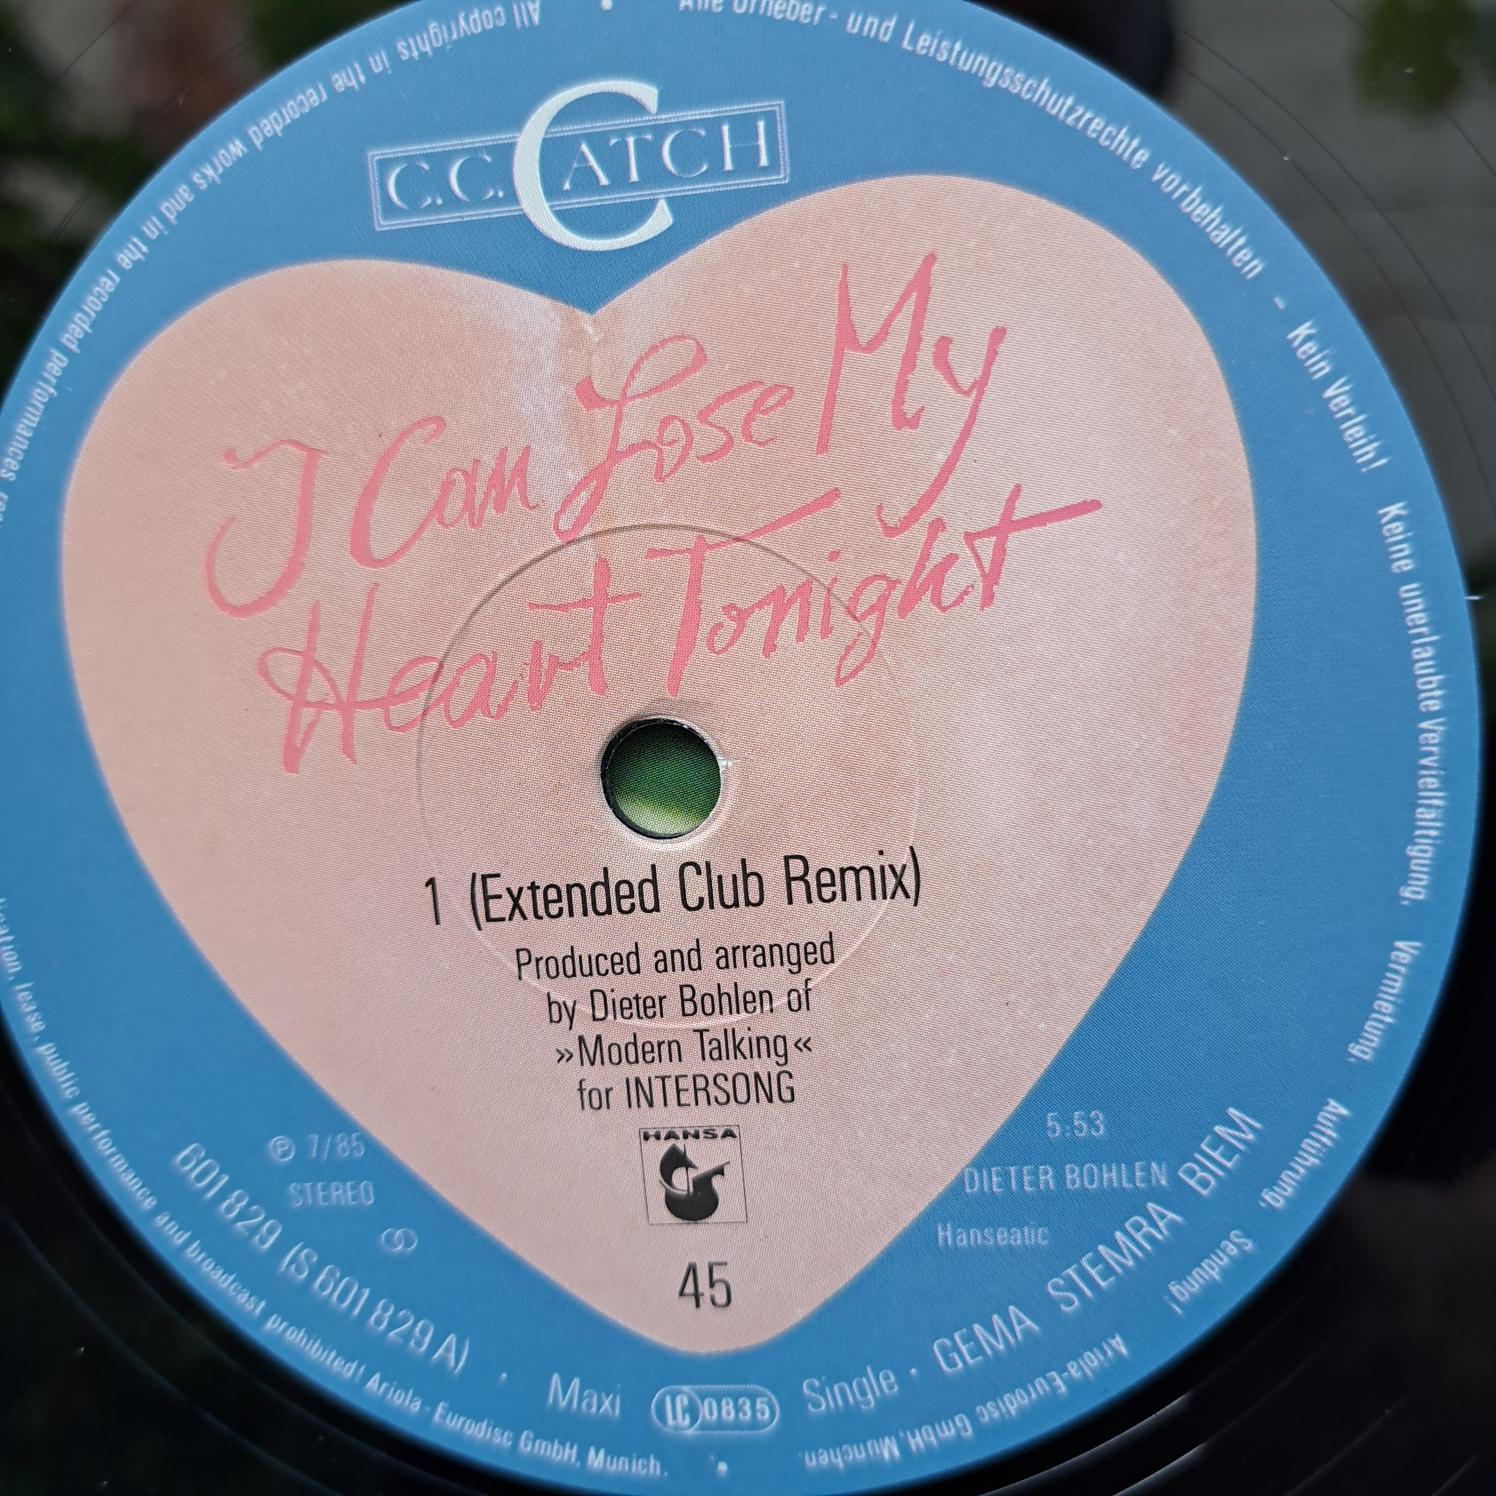 C.C.CATCH
I Can Lose My
Heart Tonight
1 (Extended Club Remix)
Produced and arranged
by Dieter Bohlen of
»Modern Talking«
for INTERSONG
HANSA
45
℗ 7/85
STEREO
5:53
DIETER BOHLEN
Hanseatic
601 829 (S 601 829 A) · Maxi LC 0835 Single · GEMA STEMRA BIEM
Alle Urheber- und Leistungsschutzrechte vorbehalten – Kein Verleih! Keine unerlaubte Vervielfältigung, Vermietung, Aufführung, Sendung! Ariola-Eurodisc GmbH, München.
All copyrights in the recorded works and in the recorded performances
lease, public performance and broadcast prohibited! Ariola-Eurodisc GmbH, Munich.